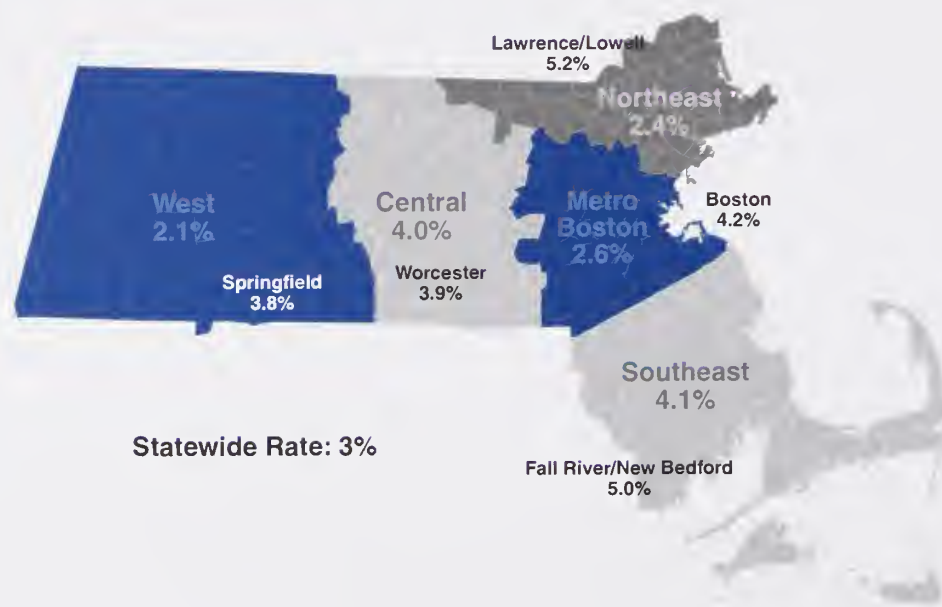 Lawrence/Lowell
5.2%
Northeast
2.4%
West
2.1%
Central
4.0%
Metro
Boston
2.6%
Boston
4.2%
Springfield
3.8%
Worcester
3.9%
Southeast
4.1%
Statewide Rate: 3%
Fall River/New Bedford
5.0%